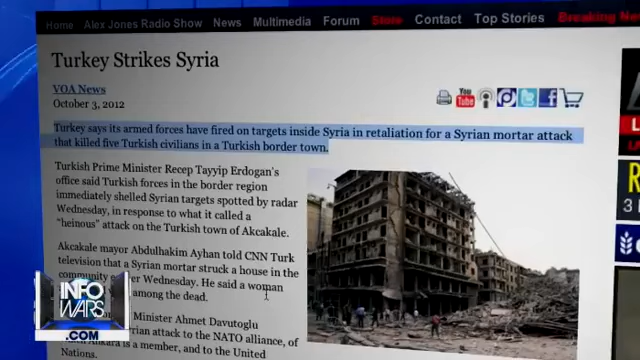 Home Alex Jones Radio Show News Multimedia Forum Store Contact Top Stories Breaking
Turkey Strikes Syria
VOA News
October 3, 2012
You
Tube
Turkey says its armed forces have fired on targets inside Syria in retaliation for a Syrian mortar attack
that killed five Turkish civilians in a Turkish border town.
Turkish Prime Minister Recep Tayyip Erdogan's
office said Turkish forces in the border region
immediately shelled Syrian targets spotted by radar
Wednesday, in response to what it called a
"heinous" attack on the Turkish town of Akcakale.
Akcakale mayor Abdulhakim Ayhan told CNN Turk
television that a Syrian mortar struck a house in the
community earlier Wednesday. He said a woman
among the dead.
Minister Ahmet Davutoglu
attack to the NATO alliance, of
Ankara is a member, and to the United
Nations.
INFO
WARS
.COM